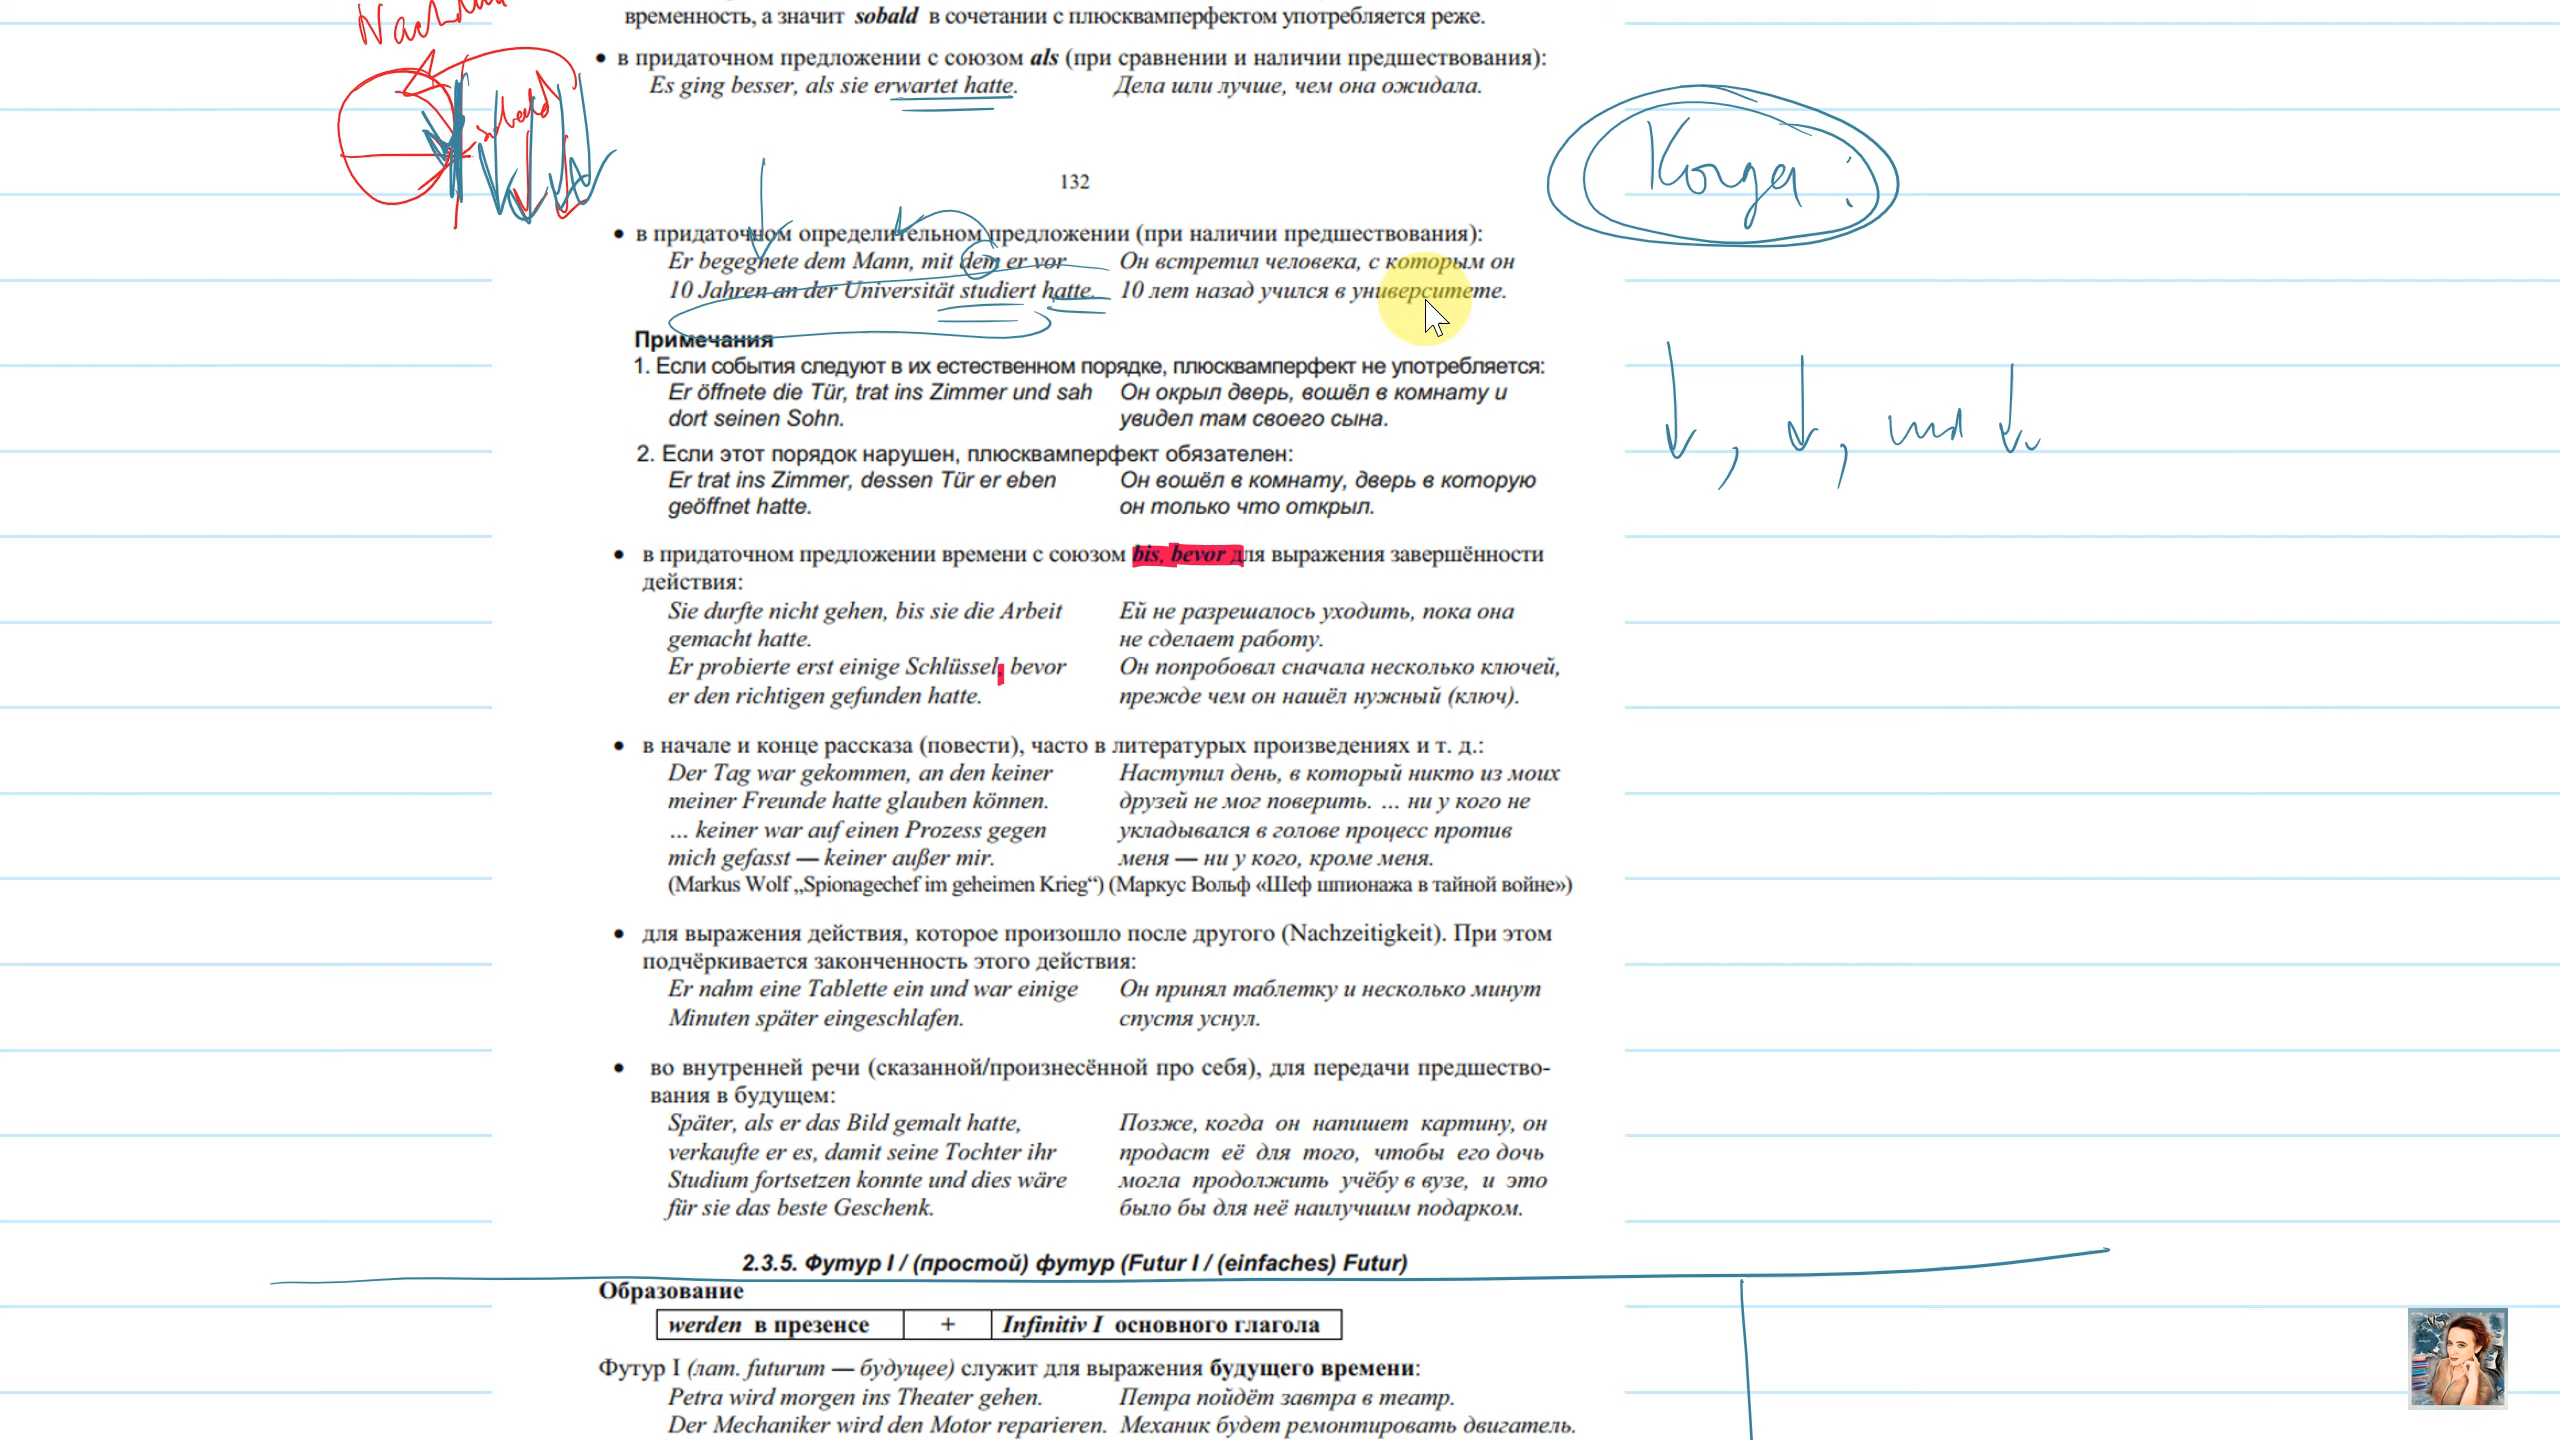 временность, а значит sobald в сочетании с плюсквамперфектом употребляется реже.
• в придаточном предложении с союзом als (при сравнении и наличии предшествования):
Es ging besser, als sie erwartet hatte. Дела шли лучше, чем она ожидала.
sobald
Когда:
132
• в придаточном определительном предложении (при наличии предшествования):
Er begegnete dem Mann, mit dem er vor Он встретил человека, с которым он
10 Jahren an der Universität studiert hatte. 10 лет назад учился в университете.
Примечания
1. Если события следуют в их естественном порядке, плюсквамперфект не употребляется:
Er öffnete die Tür, trat ins Zimmer und sah Он окрыл дверь, вошёл в комнату и
dort seinen Sohn. увидел там своего сына.
, , und .
2. Если этот порядок нарушен, плюсквамперфект обязателен:
Er trat ins Zimmer, dessen Tür er eben Он вошёл в комнату, дверь в которую
geöffnet hatte. он только что открыл.
• в придаточном предложении времени с союзом bis, bevor для выражения завершённости
действия:
Sie durfte nicht gehen, bis sie die Arbeit Ей не разрешалось уходить, пока она
gemacht hatte. не сделает работу.
Er probierte erst einige Schlüssel, bevor Он попробовал сначала несколько ключей,
er den richtigen gefunden hatte. прежде чем он нашёл нужный (ключ).
• в начале и конце рассказа (повести), часто в литературых произведениях и т. д.:
Der Tag war gekommen, an den keiner Наступил день, в который никто из моих
meiner Freunde hatte glauben können. друзей не мог поверить. … ни у кого не
… keiner war auf einen Prozess gegen укладывался в голове процесс против
mich gefasst — keiner außer mir. меня — ни у кого, кроме меня.
(Markus Wolf „Spionagechef im geheimen Krieg“) (Маркус Вольф «Шеф шпионажа в тайной войне»)
• для выражения действия, которое произошло после другого (Nachzeitigkeit). При этом
подчёркивается законченность этого действия:
Er nahm eine Tablette ein und war einige Он принял таблетку и несколько минут
Minuten später eingeschlafen. спустя уснул.
• во внутренней речи (сказанной/произнесённой про себя), для передачи предшество-
вания в будущем:
Später, als er das Bild gemalt hatte, Позже, когда он напишет картину, он
verkaufte er es, damit seine Tochter ihr продаст её для того, чтобы его дочь
Studium fortsetzen konnte und dies wäre могла продолжить учёбу в вузе, и это
für sie das beste Geschenk. было бы для неё наилучшим подарком.
2.3.5. Футур I / (простой) футур (Futur I / (einfaches) Futur)
Образование
werden в презенсе + Infinitiv I основного глагола
Футур I (лат. futurum — будущее) служит для выражения будущего времени:
Petra wird morgen ins Theater gehen. Петра пойдёт завтра в театр.
Der Mechaniker wird den Motor reparieren. Механик будет ремонтировать двигатель.